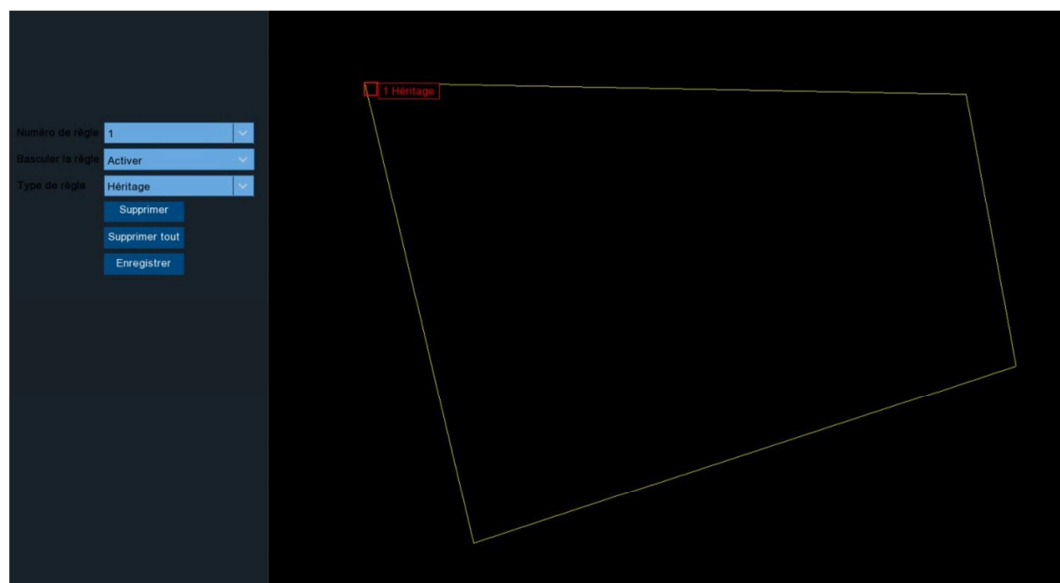 1 Héritage
Numéro de règle 1
Basculer la règle Activer
Type de règle Héritage
Supprimer
Supprimer tout
Enregistrer